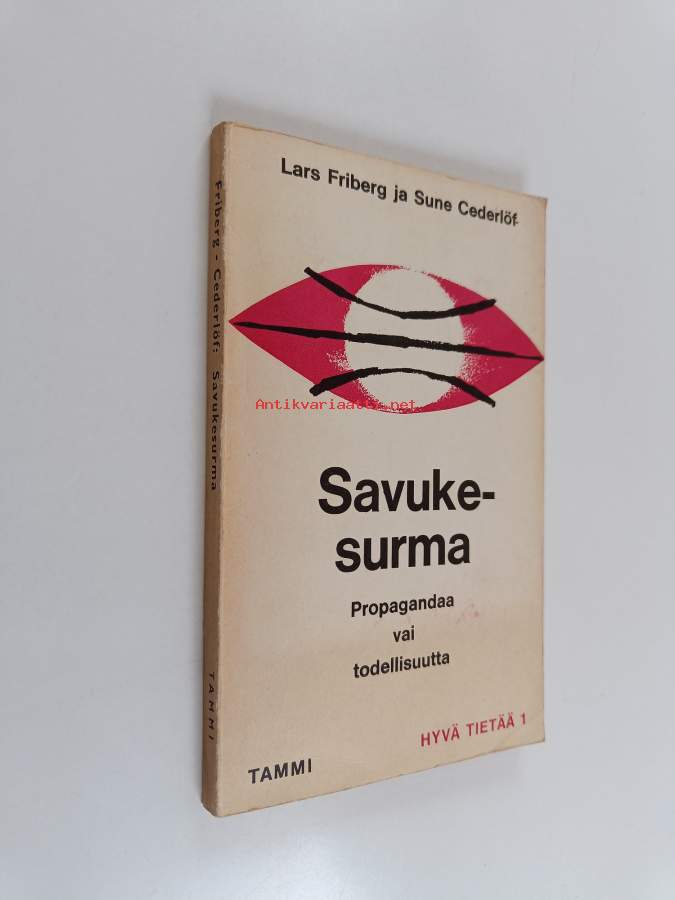 Lars Friberg ja Sune Cederlöf
Antikvariaatti.net
Savuke-
surma
Propagandaa
vai
todellisuutta
HYVÄ TIETÄÄ 1
TAMMI
Friberg - Cederlöf: Savukesurma
TAMMI